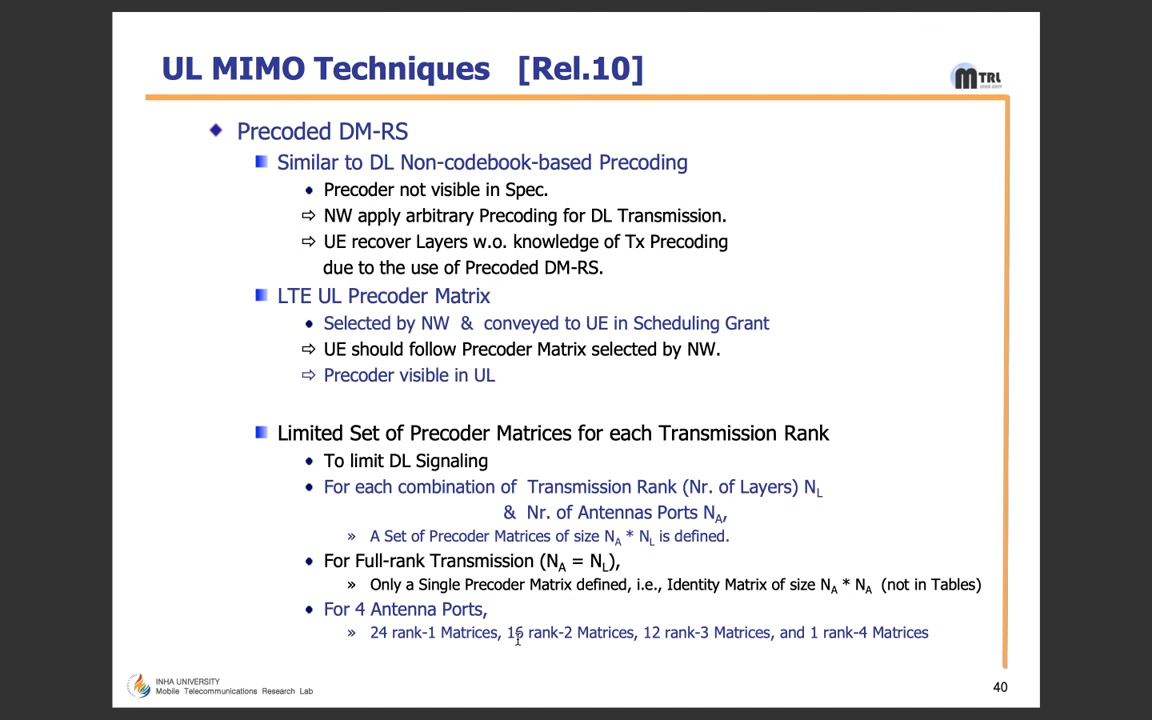 UL MIMO Techniques [Rel.10]
MTRL
Precoded DM-RS
Similar to DL Non-codebook-based Precoding
Precoder not visible in Spec.
⇨ NW apply arbitrary Precoding for DL Transmission.
⇨ UE recover Layers w.o. knowledge of Tx Precoding
due to the use of Precoded DM-RS.
LTE UL Precoder Matrix
Selected by NW & conveyed to UE in Scheduling Grant
⇨ UE should follow Precoder Matrix selected by NW.
⇨ Precoder visible in UL
Limited Set of Precoder Matrices for each Transmission Rank
To limit DL Signaling
For each combination of Transmission Rank (Nr. of Layers) NL
& Nr. of Antennas Ports NA,
» A Set of Precoder Matrices of size NA * NL is defined.
For Full-rank Transmission (NA = NL),
» Only a Single Precoder Matrix defined, i.e., Identity Matrix of size NA * NA (not in Tables)
For 4 Antenna Ports,
» 24 rank-1 Matrices, 16 rank-2 Matrices, 12 rank-3 Matrices, and 1 rank-4 Matrices
INHA UNIVERSITY
Mobile Telecommunications Research Lab
40